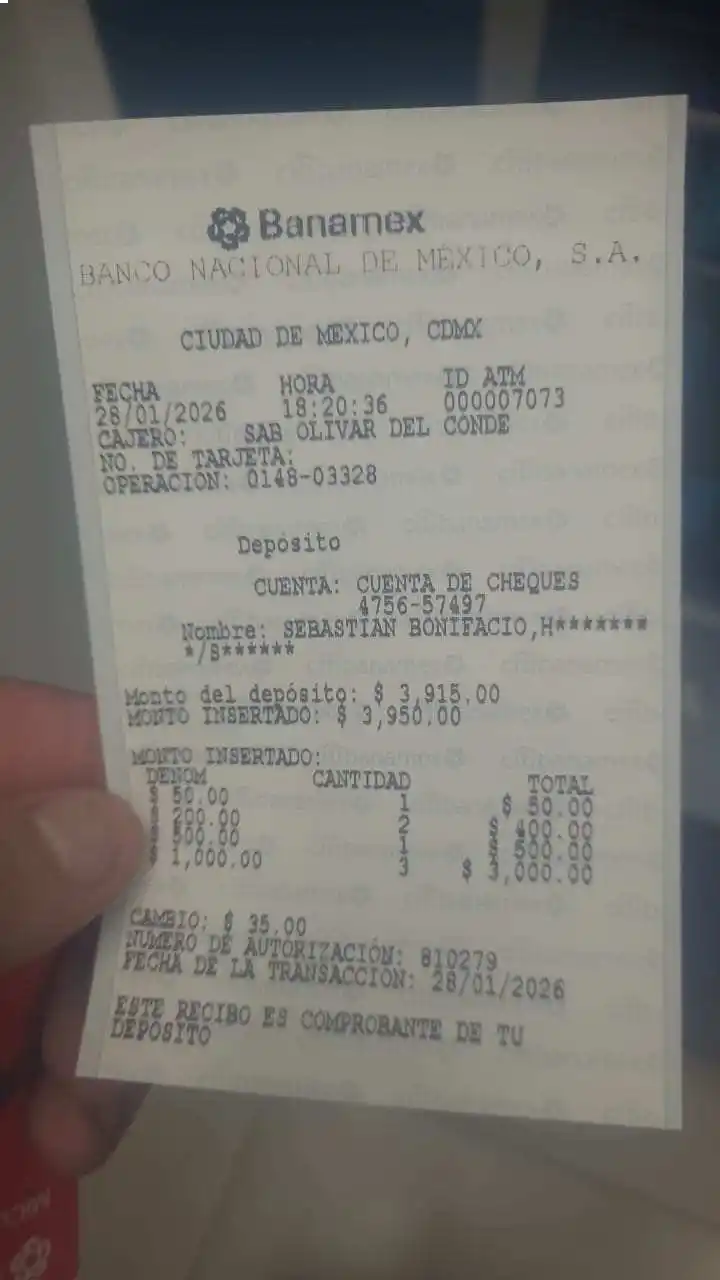 Banamex
BANCO NACIONAL DE MÉXICO, S.A.
CIUDAD DE MEXICO, CDMX
FECHA HORA ID ATM
28/01/2026 18:20:36 000007073
CAJERO: SAB OLIVAR DEL CONDE
NO. DE TARJETA:
OPERACIÓN: 0148-03328
Depósito
CUENTA: CUENTA DE CHEQUES
4756-57497
Nombre: SEBASTIAN BONIFACIO,H*******
*/S******
Monto del depósito: $ 3,915.00
MONTO INSERTADO: $ 3,950.00
MONTO INSERTADO:
DENOM CANTIDAD TOTAL
$ 50.00 1 $ 50.00
$ 200.00 2 $ 400.00
$ 500.00 1 $ 500.00
$ 1,000.00 3 $ 3,000.00
CAMBIO: $ 35.00
NUMERO DE AUTORIZACIÓN: 810279
FECHA DE LA TRANSACCION: 28/01/2026
ESTE RECIBO ES COMPROBANTE DE TU
DEPÓSITO